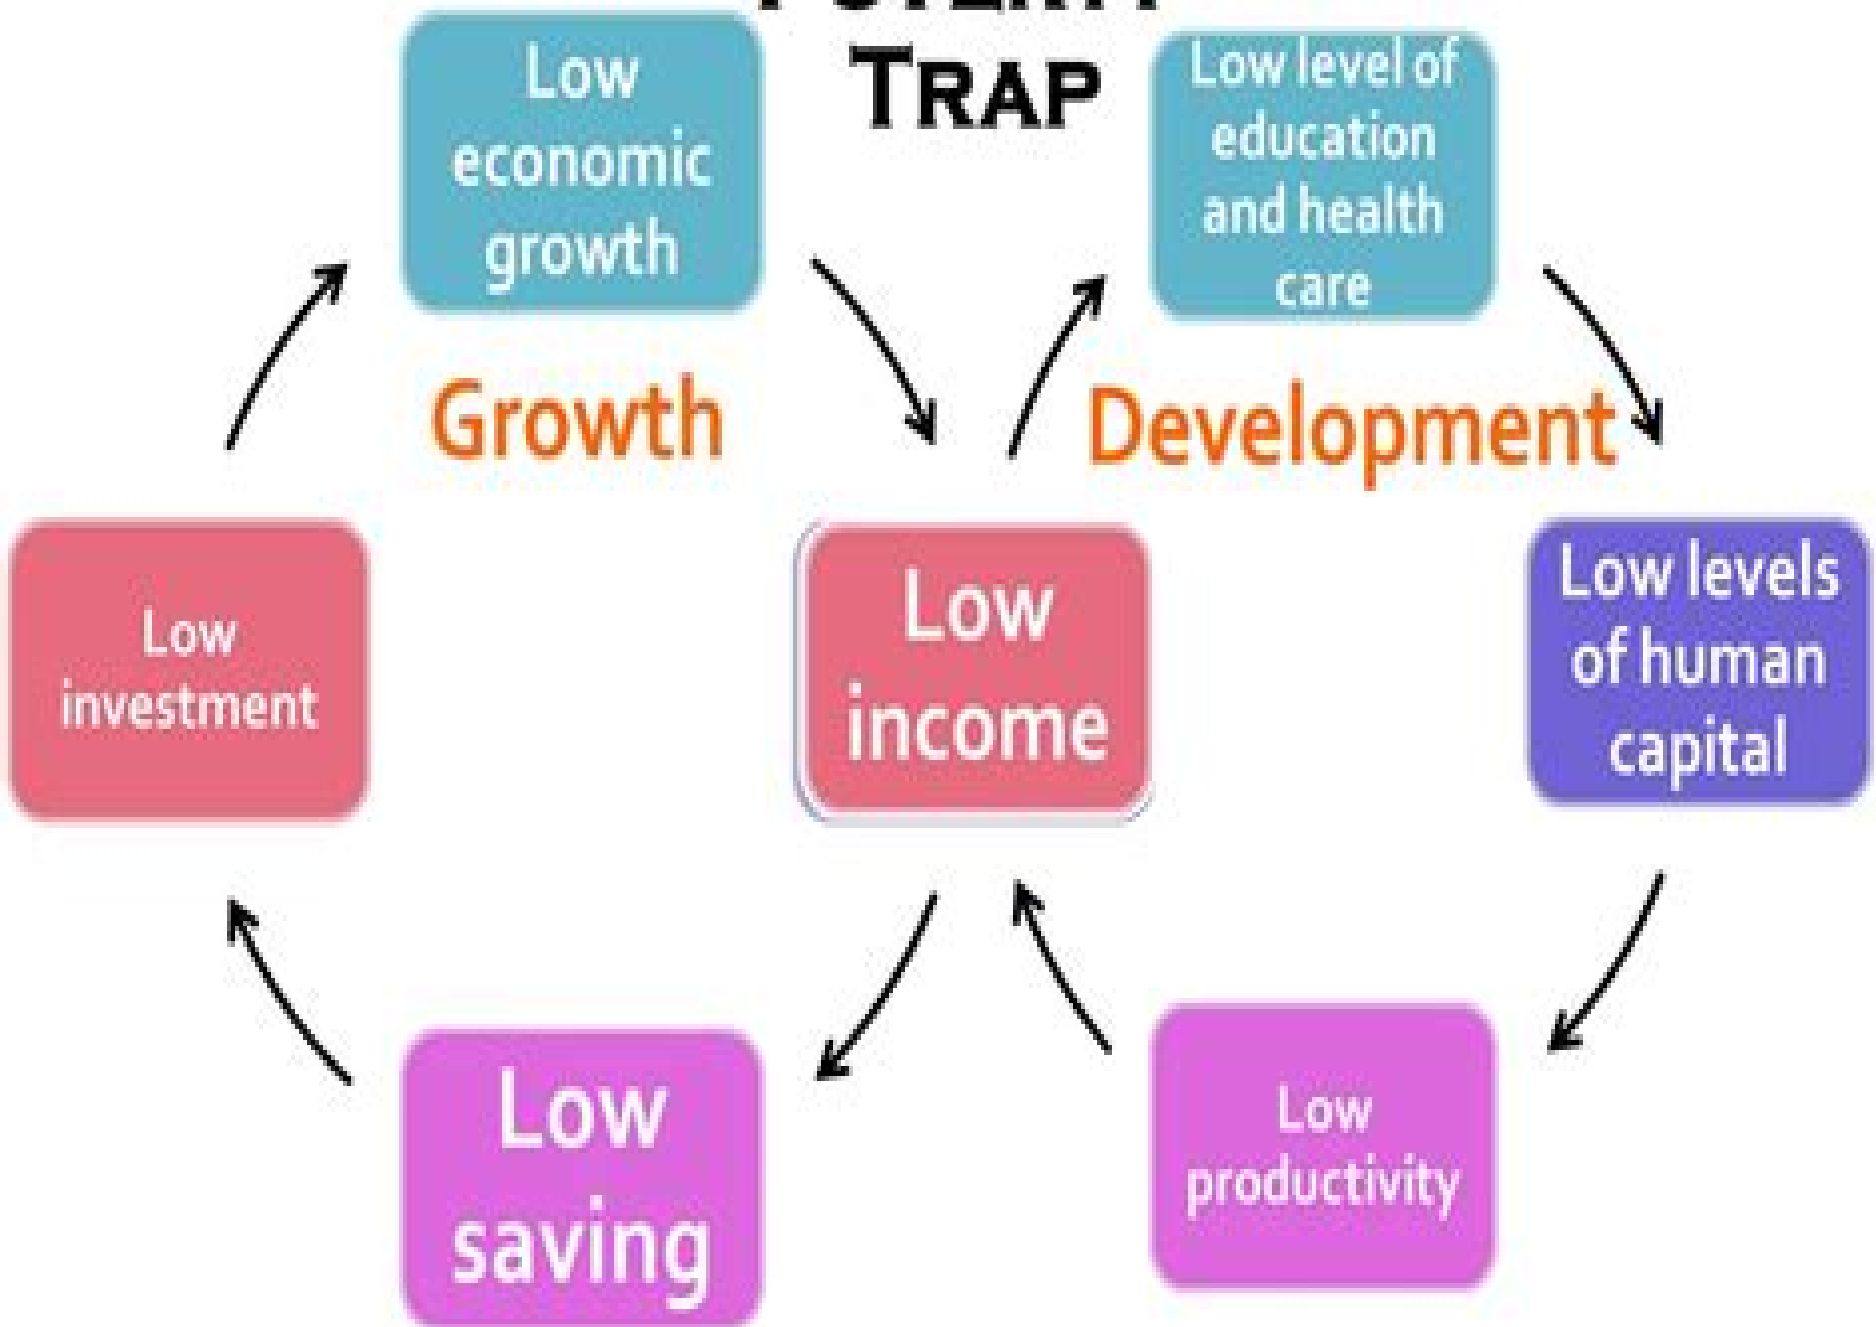 TRAP
Low
economic
growth
Low level of
education
and health
care
Growth
Development
Low
investment
Low
income
Low levels
of human
capital
Low
saving
Low
productivity